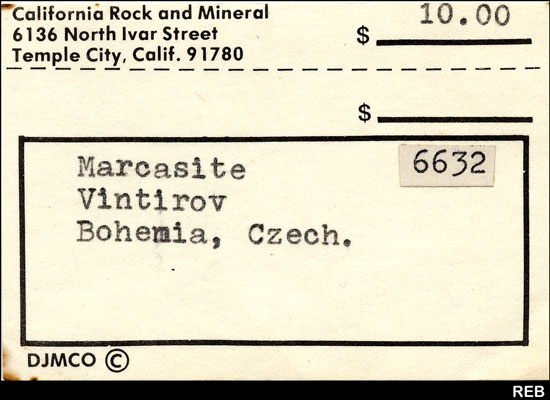 California Rock and Mineral
6136 North Ivar Street
Temple City, Calif. 91780
$ 10.00
$
Marcasite
6632
Vintirov
Bohemia, Czech.
DJMCO ©
REB